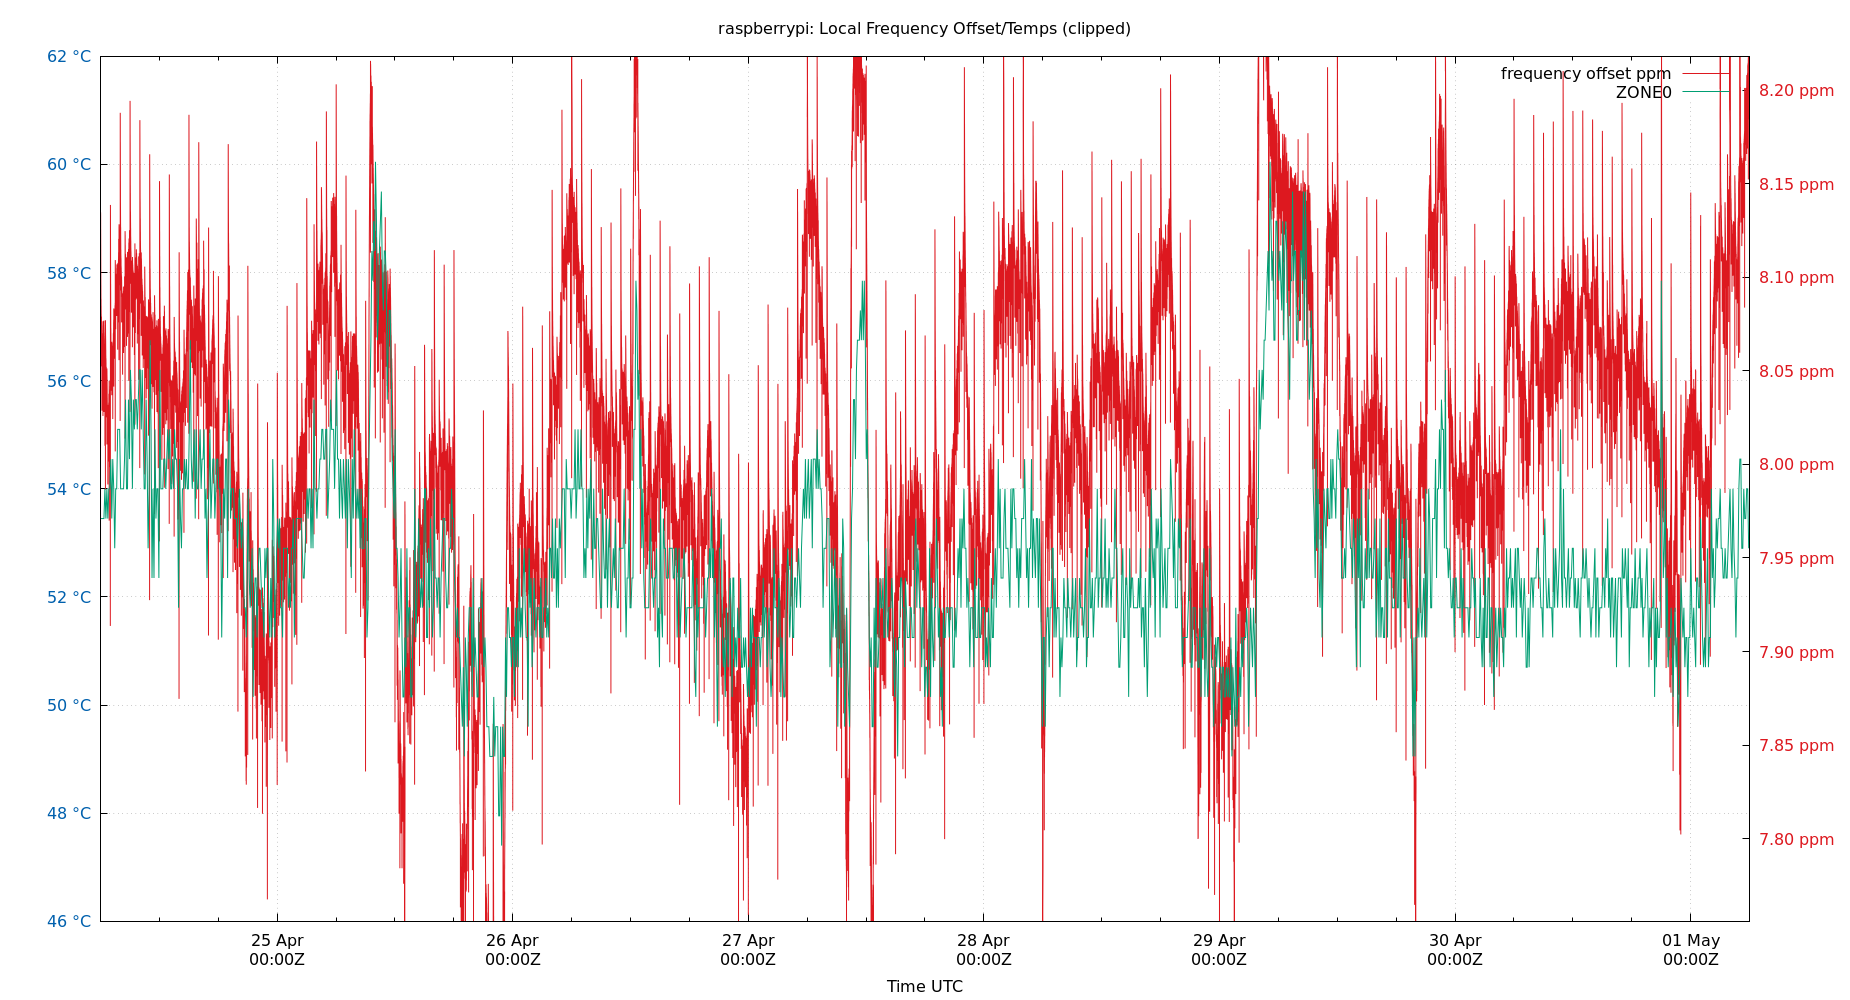 raspberrypi: Local Frequency Offset/Temps (clipped)
frequency offset ppm
ZONE0
62 °C
60 °C
58 °C
56 °C
54 °C
52 °C
50 °C
48 °C
46 °C
8.20 ppm
8.15 ppm
8.10 ppm
8.05 ppm
8.00 ppm
7.95 ppm
7.90 ppm
7.85 ppm
7.80 ppm
25 Apr
00:00Z
26 Apr
00:00Z
27 Apr
00:00Z
28 Apr
00:00Z
29 Apr
00:00Z
30 Apr
00:00Z
01 May
00:00Z
Time UTC